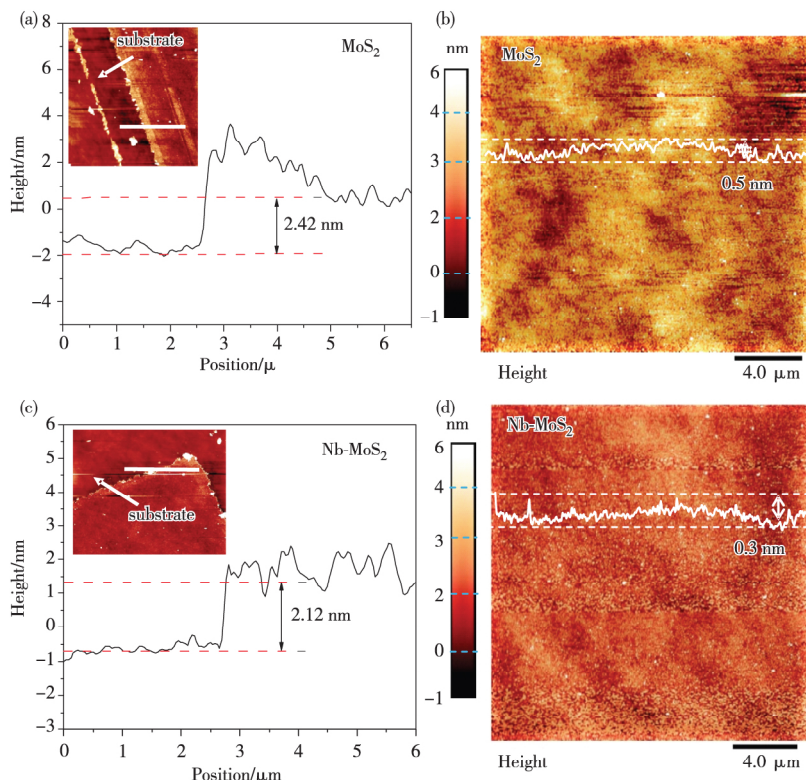 (a)
8
6
4
2
0
−2
−4
Height/nm
substrate
MoS2
2.42 nm
0 1 2 3 4 5 6
Position/μ
(b)
nm
6
4
3
2
0
−1
MoS2
0.5 nm
Height
4.0 μm
(c)
6
5
4
3
2
1
0
−1
−2
−3
Height/nm
substrate
Nb-MoS2
2.12 nm
0 1 2 3 4 5 6
Position/μm
(d)
nm
6
4
3
2
0
−1
Nb-MoS2
0.3 nm
Height
4.0 μm